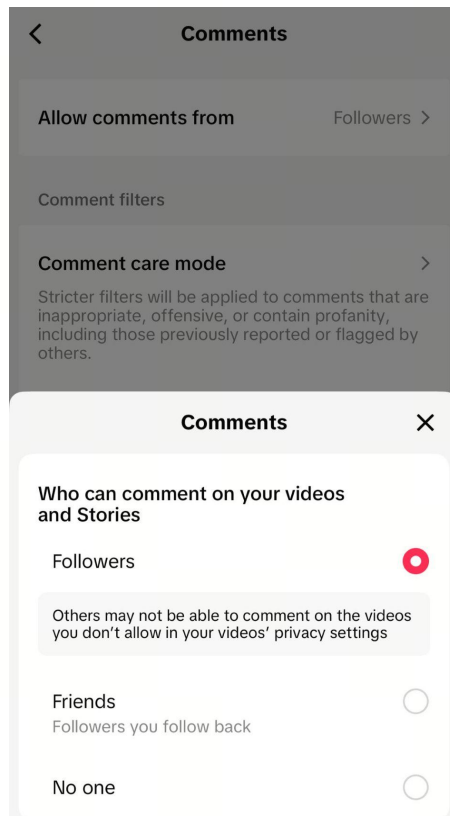 Comments
Allow comments from Followers
Comment filters
Comment care mode
Stricter filters will be applied to comments that are
inappropriate, offensive, or contain profanity,
including those previously reported or flagged by
others.
Comments
Who can comment on your videos
and Stories
Followers
Others may not be able to comment on the videos
you don't allow in your videos' privacy settings
Friends
Followers you follow back
No one